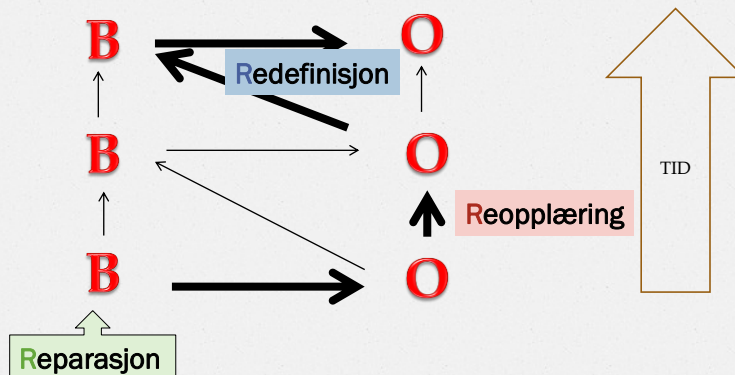 B O
Redefinisjon
B O
TID
Reopplæring
B O
Reparasjon